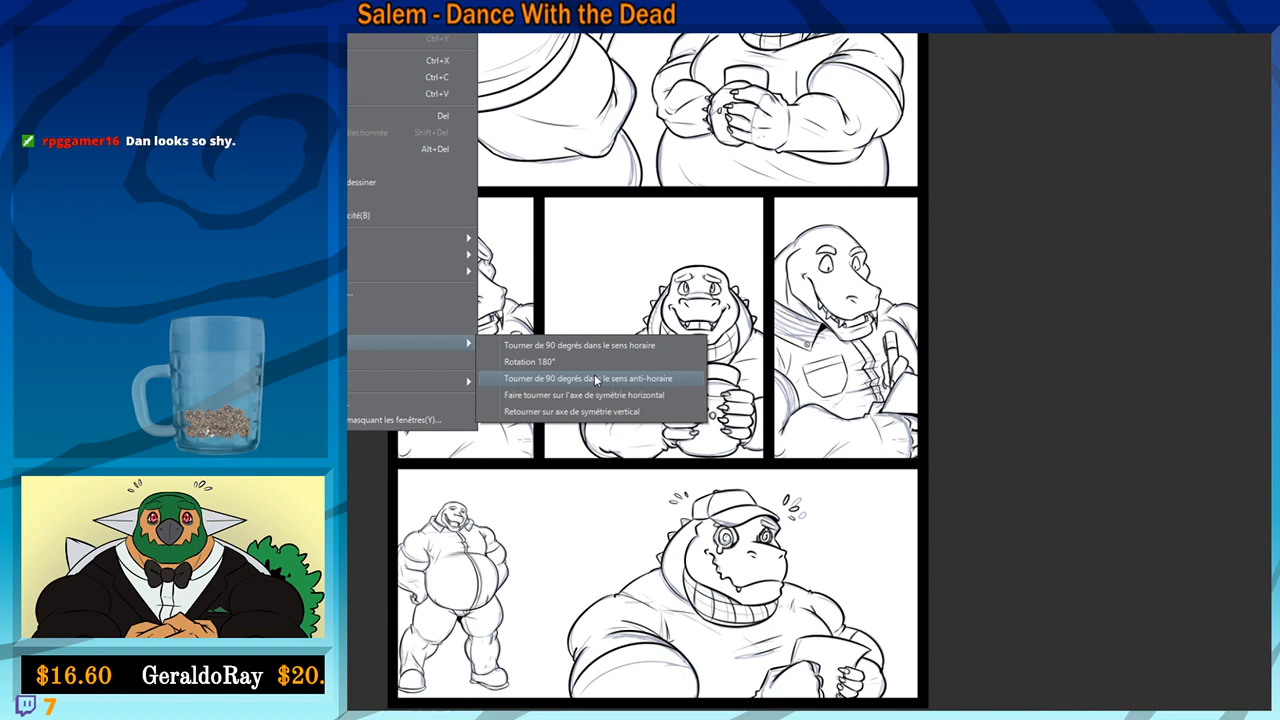 Salem - Dance With the Dead
rpggamer16 Dan looks so shy.
Ctrl+Y
Ctrl+X
Ctrl+C
Ctrl+V
Del
électionnée Shift+Del
Alt+Del
dessiner
cité(B)
Tourner de 90 degrés dans le sens horaire
Rotation 180°
Tourner de 90 degrés dans le sens anti-horaire
Faire tourner sur l'axe de symétrie horizontal
Retourner sur axe de symétrie vertical
masquant les fenêtres(Y)...
$16.60 GeraldoRay $20.
7